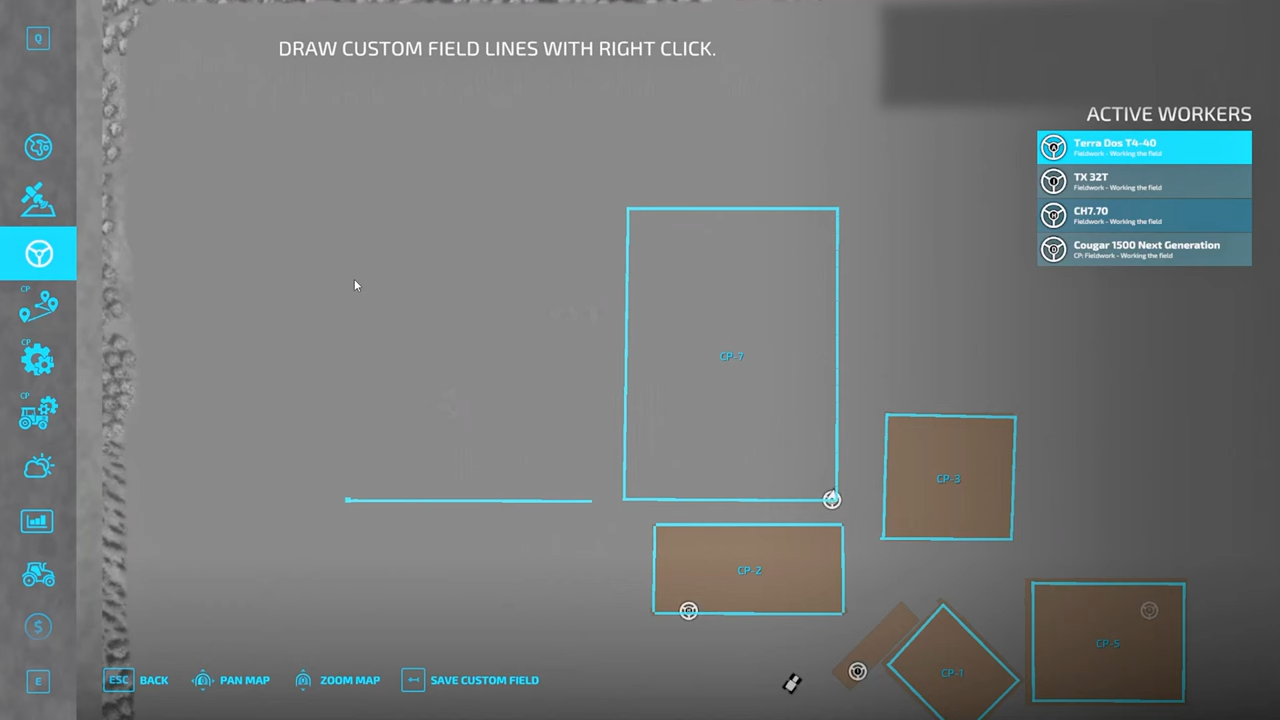 Q
DRAW CUSTOM FIELD LINES WITH RIGHT CLICK.
ACTIVE WORKERS
Terra Dos T4-40
Fieldwork - Working the field
TX 32T
Fieldwork - Working the field
CH7.70
Fieldwork - Working the field
Cougar 1500 Next Generation
CP: Fieldwork - Working the field
CP
CP
CP
CP-7
CP-3
CP-2
CP-1
CP-5
$
E
ESC BACK
PAN MAP
ZOOM MAP
SAVE CUSTOM FIELD